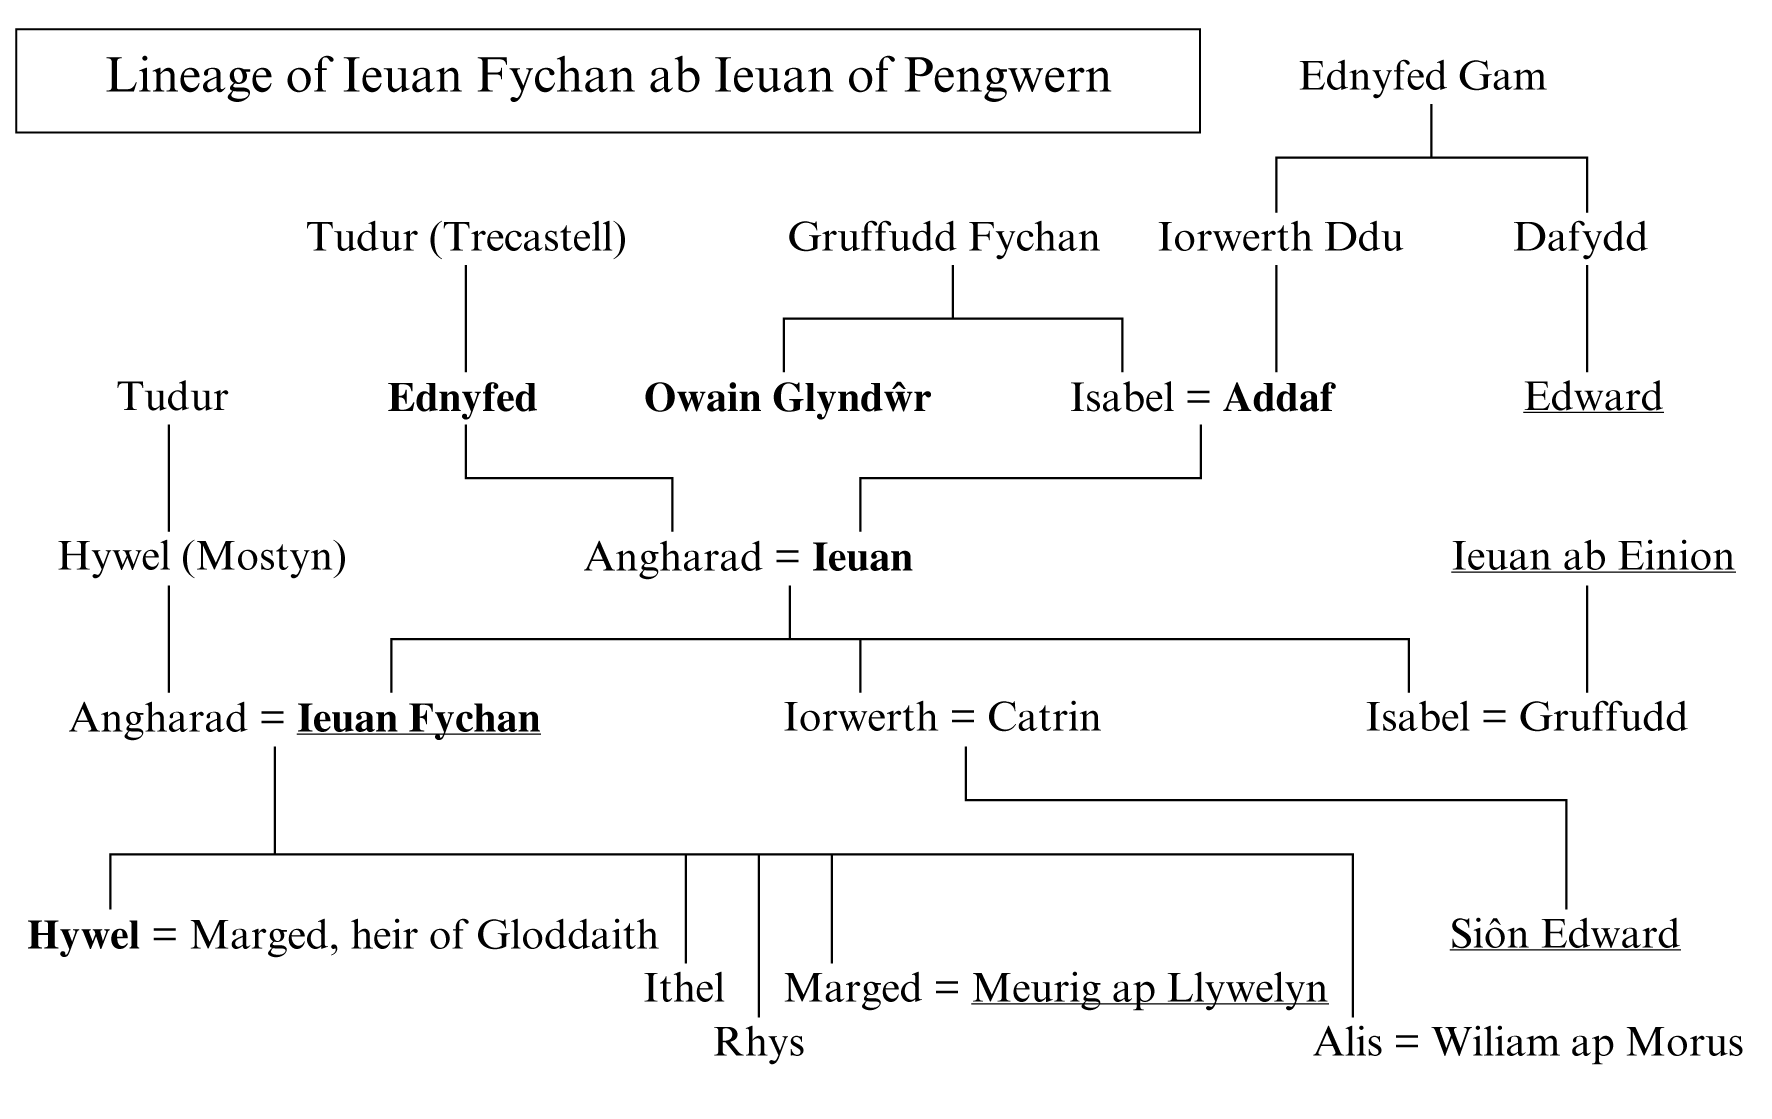 Lineage of Ieuan Fychan ab Ieuan of Pengwern
Ednyfed Gam
Tudur (Trecastell)
Gruffudd Fychan
Iorwerth Ddu
Dafydd
Tudur
Ednyfed
Owain Glyndŵr
Isabel = Addaf
Edward
Hywel (Mostyn)
Angharad = Ieuan
Ieuan ab Einion
Angharad = Ieuan Fychan
Iorwerth = Catrin
Isabel = Gruffudd
Hywel = Marged, heir of Gloddaith
Siôn Edward
Ithel
Marged = Meurig ap Llywelyn
Rhys
Alis = Wiliam ap Morus